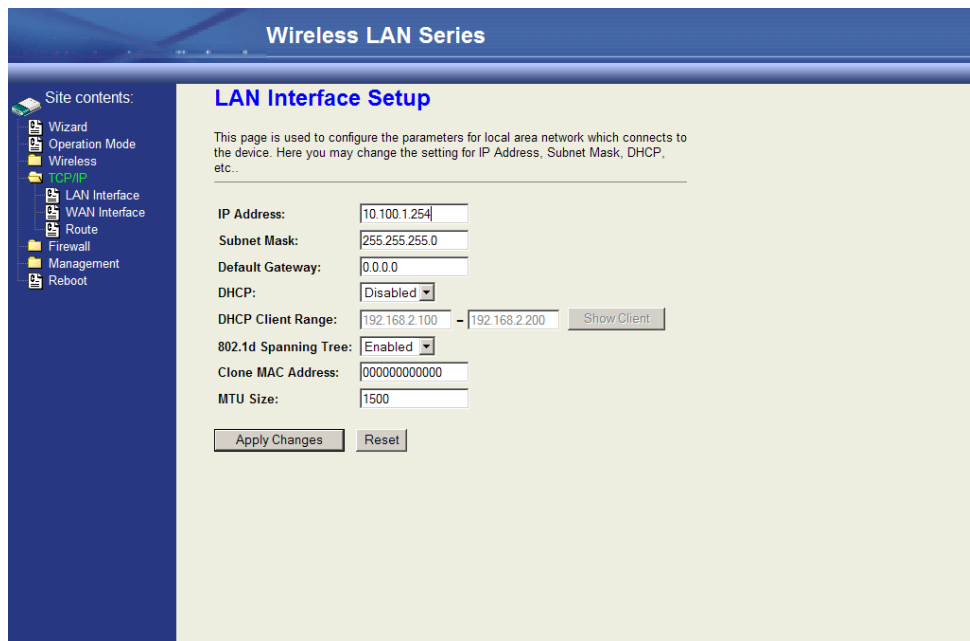 Wireless LAN Series
Site contents:
Wizard
Operation Mode
Wireless
TCP/IP
LAN Interface
WAN Interface
Route
Firewall
Management
Reboot
LAN Interface Setup
This page is used to configure the parameters for local area network which connects to
the device. Here you may change the setting for IP Address, Subnet Mask, DHCP,
etc..
IP Address: 10.100.1.254
Subnet Mask: 255.255.255.0
Default Gateway: 0.0.0.0
DHCP: Disabled
DHCP Client Range: 192.168.2.100 – 192.168.2.200 Show Client
802.1d Spanning Tree: Enabled
Clone MAC Address: 000000000000
MTU Size: 1500
Apply Changes Reset